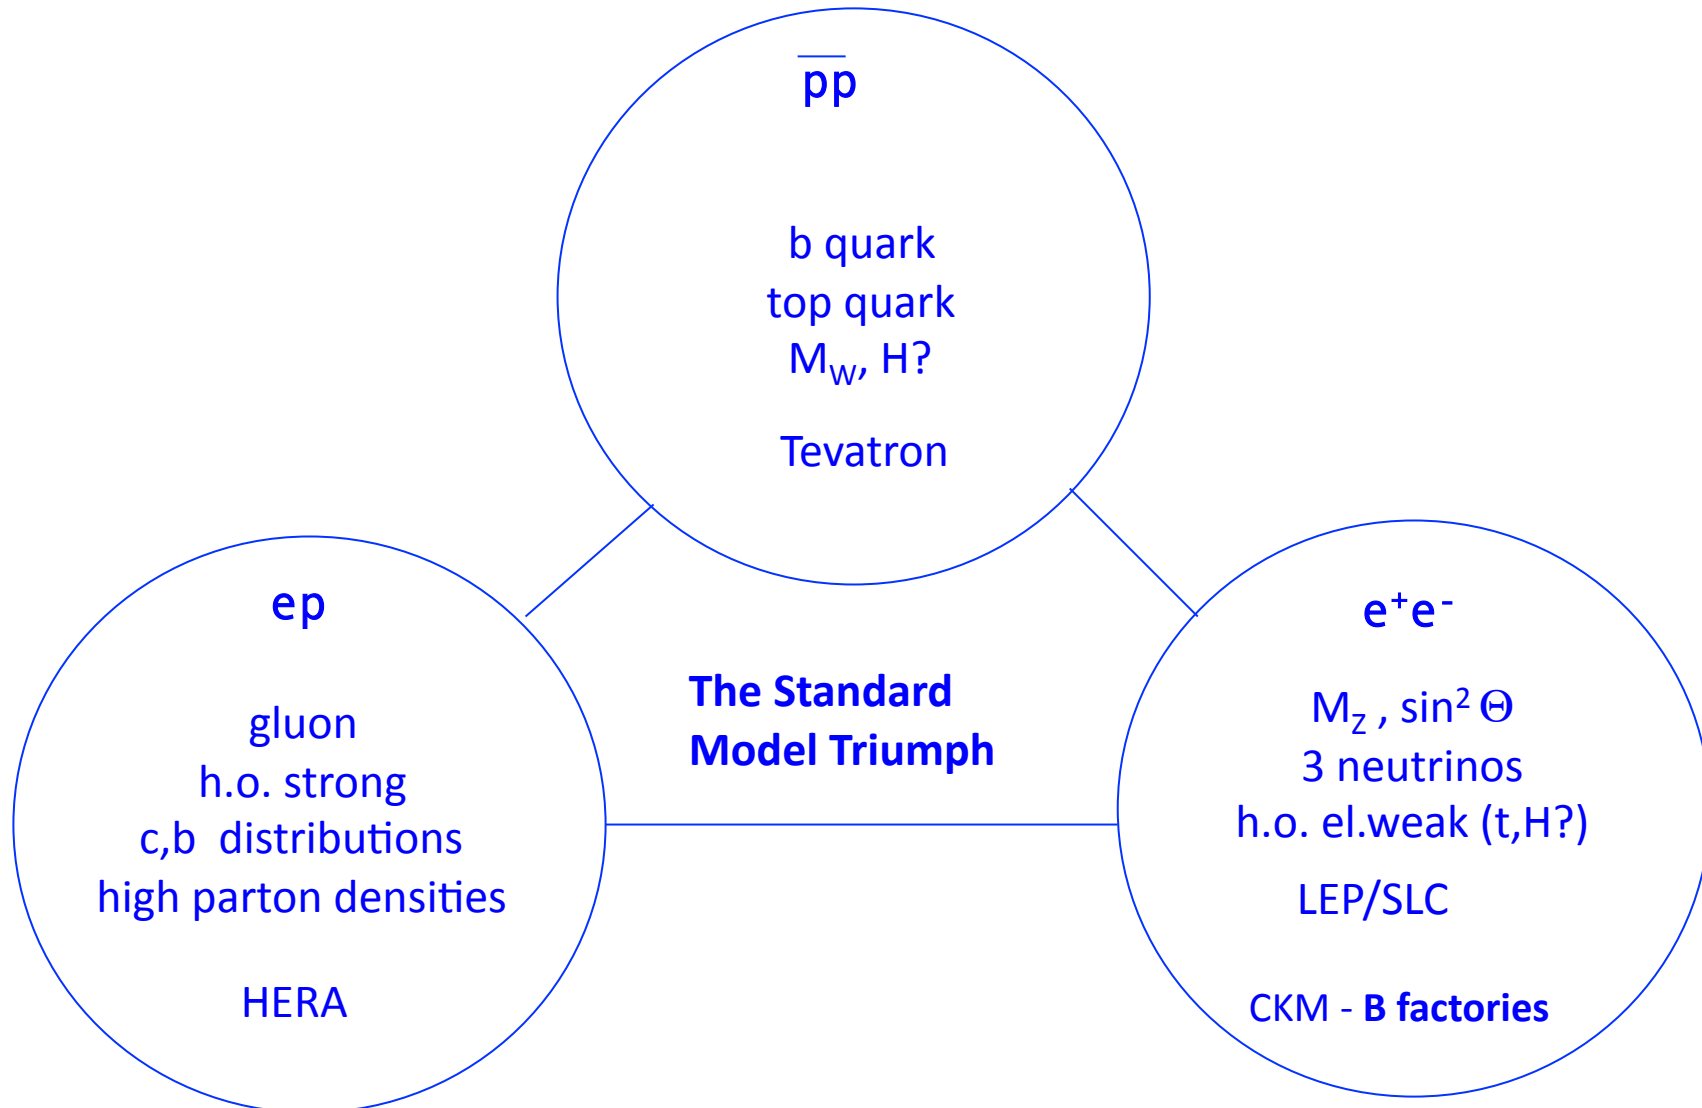 p̅p
b quark
top quark
M_W, H?
Tevatron
ep
gluon
h.o. strong
c,b distributions
high parton densities
HERA
The Standard
Model Triumph
e⁺e⁻
M_Z , sin² Θ
3 neutrinos
h.o. el.weak (t,H?)
LEP/SLC
CKM - B factories